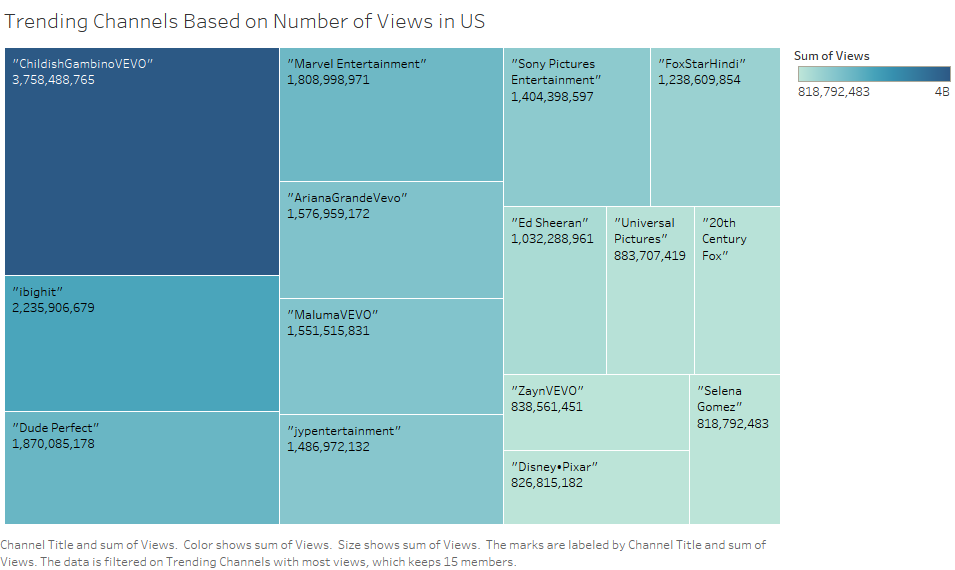 Trending Channels Based on Number of Views in US
"ChildishGambinoVEVO"
3,758,488,765
"ibighit"
2,235,906,679
"Dude Perfect"
1,870,085,178
"Marvel Entertainment"
1,808,998,971
"ArianaGrandeVevo"
1,576,959,172
"MalumaVEVO"
1,551,515,831
"jypentertainment"
1,486,972,132
"Sony Pictures
Entertainment"
1,404,398,597
"FoxStarHindi"
1,238,609,854
"Ed Sheeran"
1,032,288,961
"Universal
Pictures"
883,707,419
"20th
Century
Fox"
"ZaynVEVO"
838,561,451
"Disney•Pixar"
826,815,182
"Selena
Gomez"
818,792,483
Sum of Views
818,792,483 4B
Channel Title and sum of Views. Color shows sum of Views. Size shows sum of Views. The marks are labeled by Channel Title and sum of
Views. The data is filtered on Trending Channels with most views, which keeps 15 members.